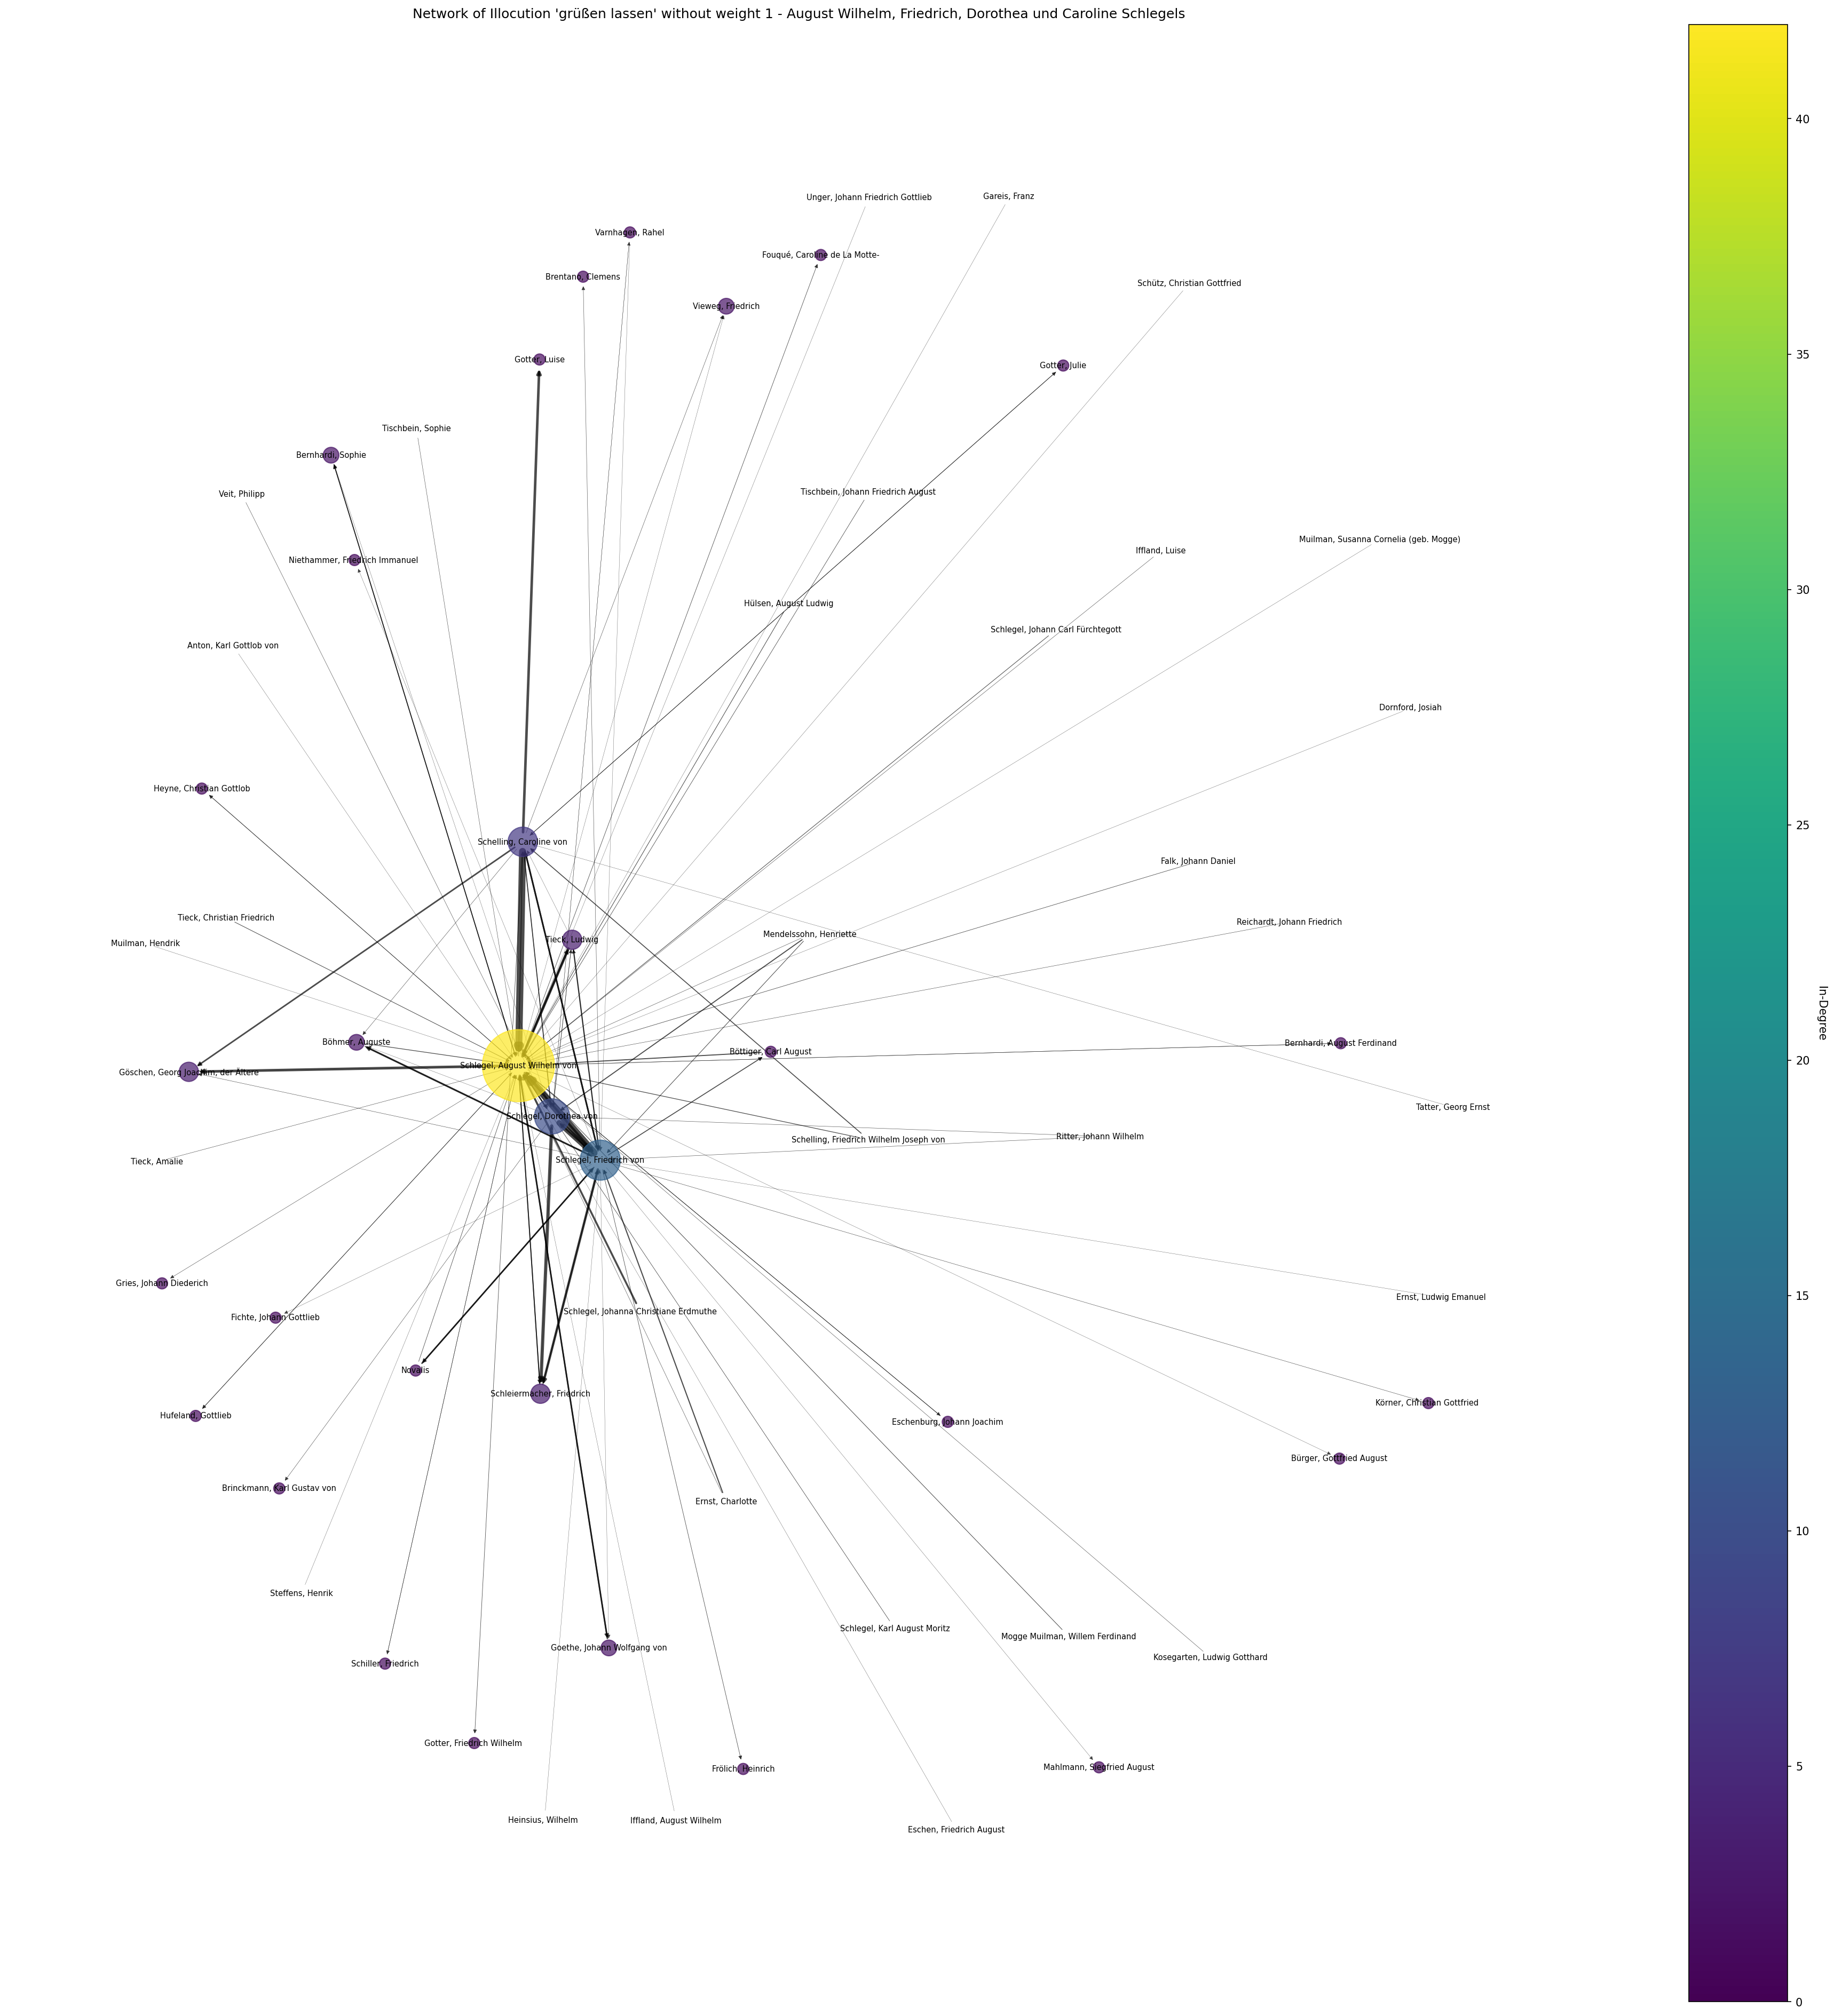 Network of Illocution 'grüßen lassen' without weight 1 - August Wilhelm, Friedrich, Dorothea und Caroline Schlegels
Unger, Johann Friedrich Gottlieb
Gareis, Franz
Varnhagen, Rahel
Fouqué, Caroline de La Motte-
Brentano, Clemens
Schütz, Christian Gottfried
Vieweg, Friedrich
Gotter, Luise
Gotter, Julie
Tischbein, Sophie
Bernhardi, Sophie
Veit, Philipp
Tischbein, Johann Friedrich August
Muilman, Susanna Cornelia (geb. Mogge)
Iffland, Luise
Niethammer, Friedrich Immanuel
Hülsen, August Ludwig
Schlegel, Johann Carl Fürchtegott
Anton, Karl Gottlob von
Dornford, Josiah
Heyne, Christian Gottlob
Schelling, Caroline von
Falk, Johann Daniel
Tieck, Christian Friedrich
Reichardt, Johann Friedrich
Mendelssohn, Henriette
Tieck, Ludwig
Muilman, Hendrik
Böhmer, Auguste
Bernhardi, August Ferdinand
Böttiger, Carl August
Schlegel, August Wilhelm von
Göschen, Georg Joachim, der Ältere
Tatter, Georg Ernst
Schlegel, Dorothea von
Ritter, Johann Wilhelm
Schelling, Friedrich Wilhelm Joseph von
Schlegel, Friedrich von
Tieck, Amalie
Gries, Johann Diederich
Ernst, Ludwig Emanuel
Schlegel, Johanna Christiane Erdmuthe
Fichte, Johann Gottlieb
Novalis
Schleiermacher, Friedrich
Körner, Christian Gottfried
Hufeland, Gottlieb
Eschenburg, Johann Joachim
Bürger, Gottfried August
Brinckmann, Karl Gustav von
Ernst, Charlotte
Steffens, Henrik
Schlegel, Karl August Moritz
Mogge Muilman, Willem Ferdinand
Goethe, Johann Wolfgang von
Kosegarten, Ludwig Gotthard
Schiller, Friedrich
Gotter, Friedrich Wilhelm
Frölich, Heinrich
Mahlmann, Siegfried August
Heinsius, Wilhelm
Iffland, August Wilhelm
Eschen, Friedrich August
40
35
30
25
20
15
10
5
0
In-Degree